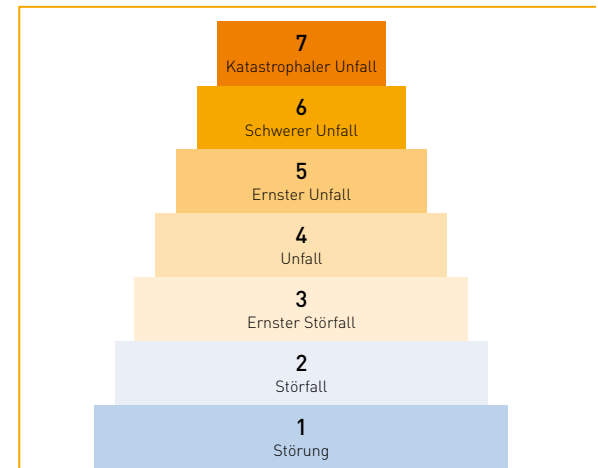 7
Katastrophaler Unfall
6
Schwerer Unfall
5
Ernster Unfall
4
Unfall
3
Ernster Störfall
2
Störfall
1
Störung